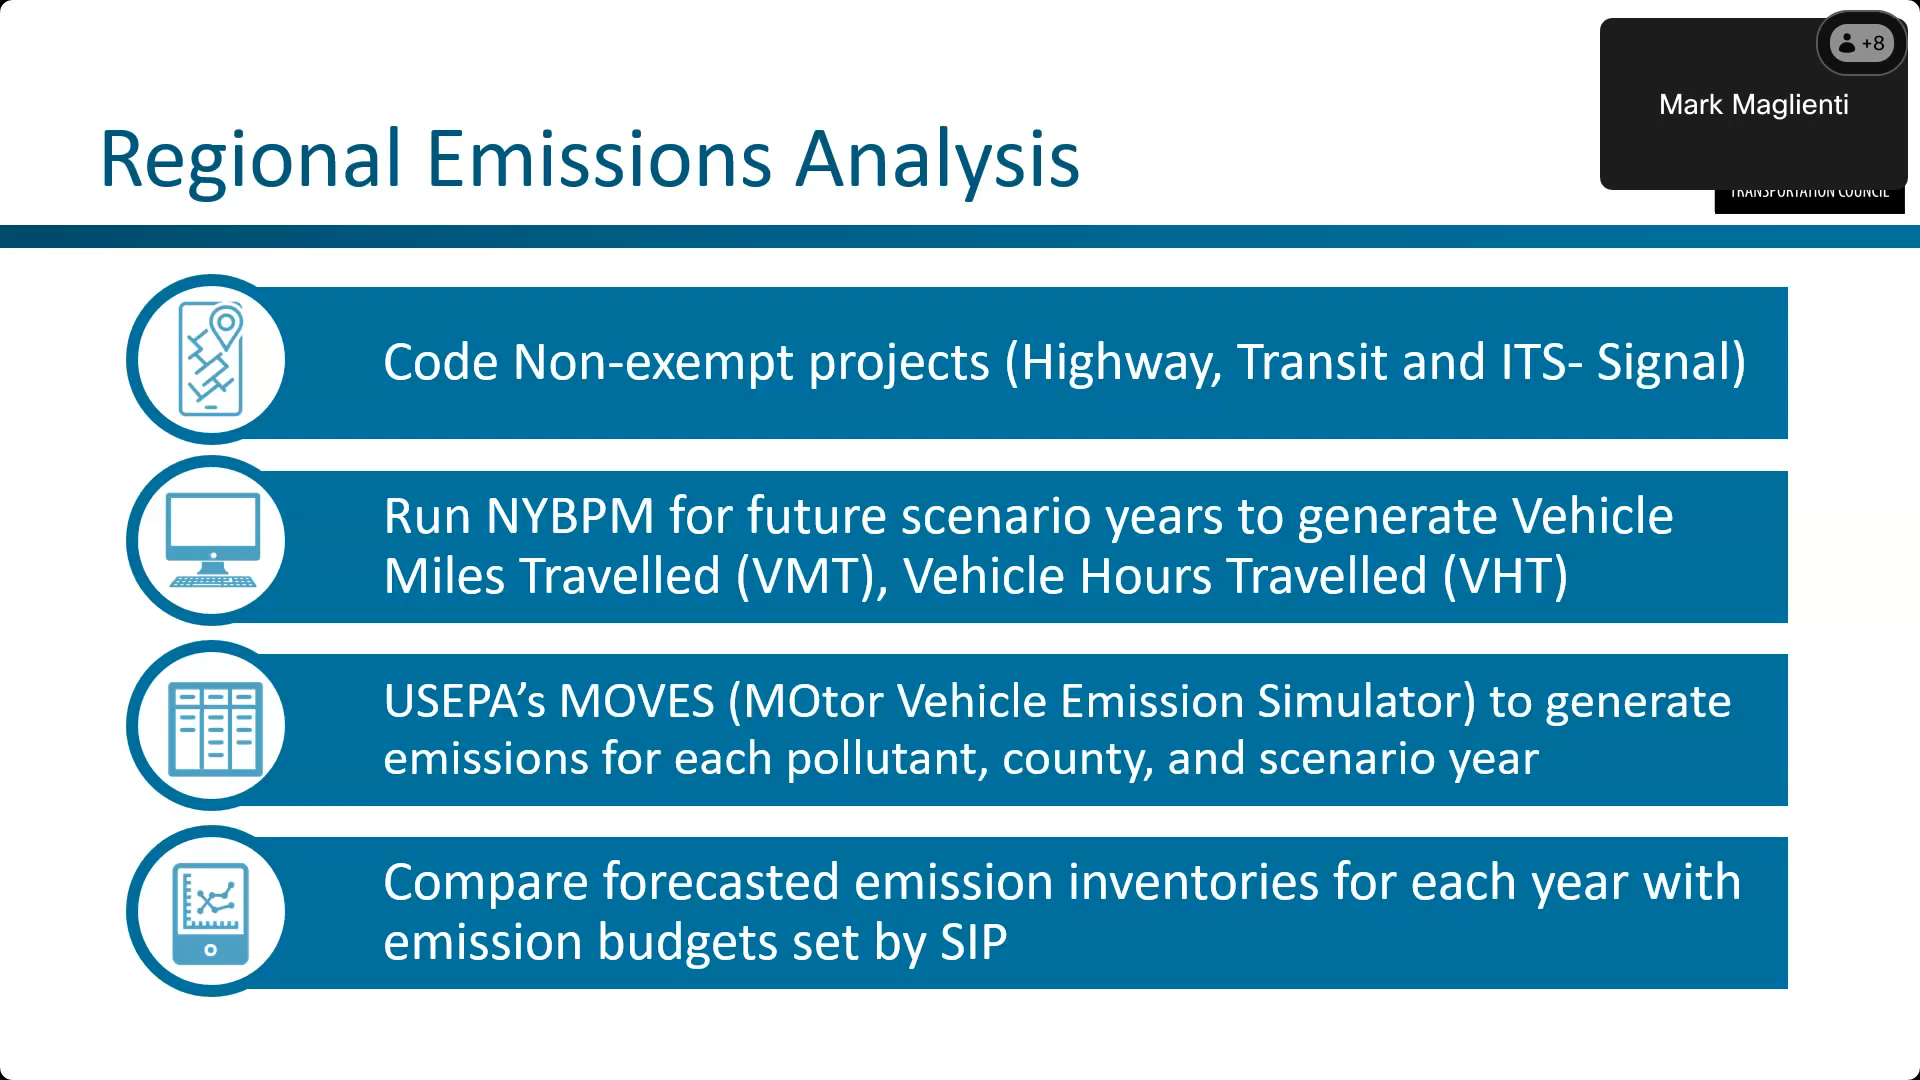 +8
Mark Maglienti
TRANSPORTATION COUNCIL
Regional Emissions Analysis
Code Non-exempt projects (Highway, Transit and ITS- Signal)
Run NYBPM for future scenario years to generate Vehicle
Miles Travelled (VMT), Vehicle Hours Travelled (VHT)
USEPA’s MOVES (MOtor Vehicle Emission Simulator) to generate
emissions for each pollutant, county, and scenario year
Compare forecasted emission inventories for each year with
emission budgets set by SIP